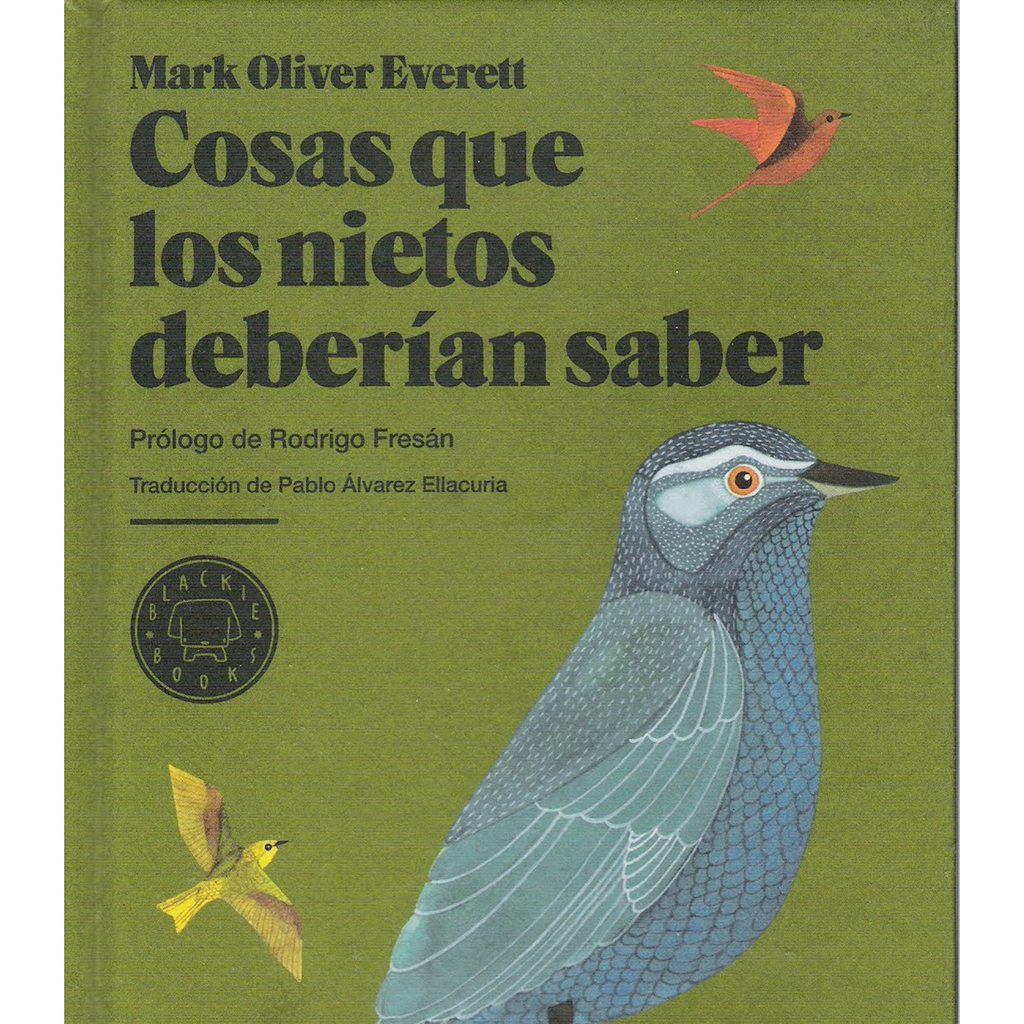 Mark Oliver Everett
Cosas que
los nietos
deberían saber
Prólogo de Rodrigo Fresán
Traducción de Pablo Álvarez Ellacuria
BLACKIE
BOOKS